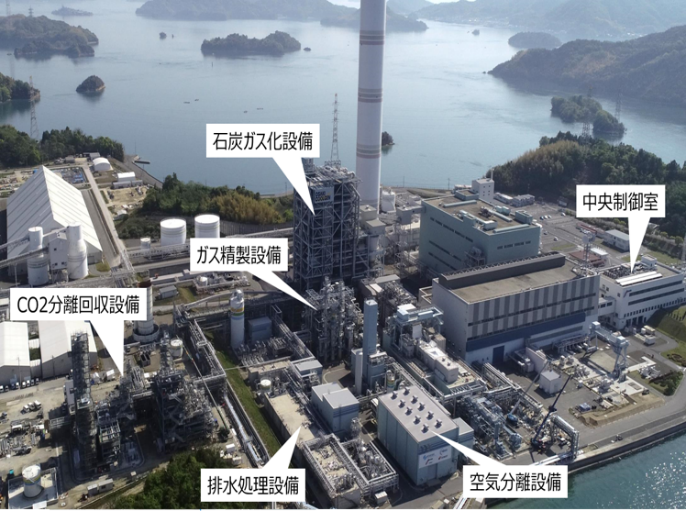 石炭ガス化設備
中央制御室
ガス精製設備
CO2分離回収設備
排水処理設備
空気分離設備